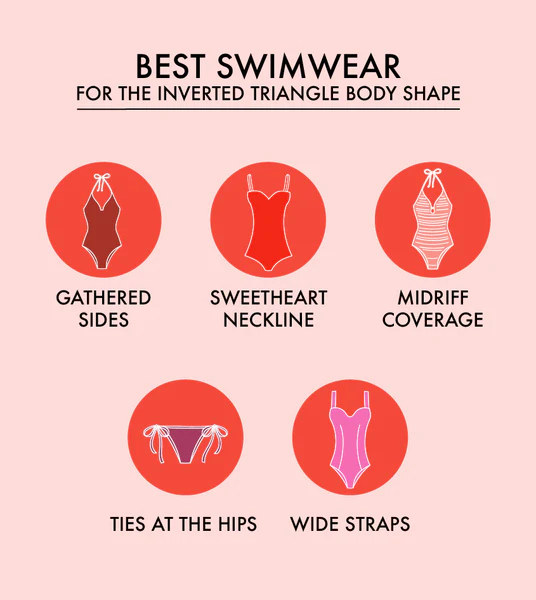 BEST SWIMWEAR
FOR THE INVERTED TRIANGLE BODY SHAPE
GATHERED
SIDES
SWEETHEART
NECKLINE
MIDRIFF
COVERAGE
TIES AT THE HIPS
WIDE STRAPS